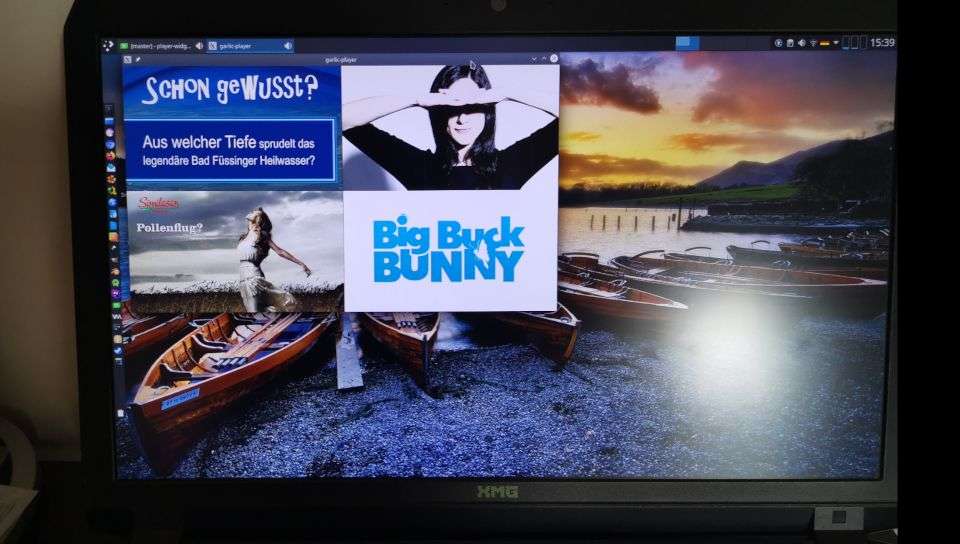 [master] - player-widg...
garlic-player
15:39
garlic-player
SCHON geWUSST?
Aus welcher Tiefe sprudelt das
legendäre Bad Füssinger Heilwasser?
Pollenflug?
Big Buck
BUNNY
XMG